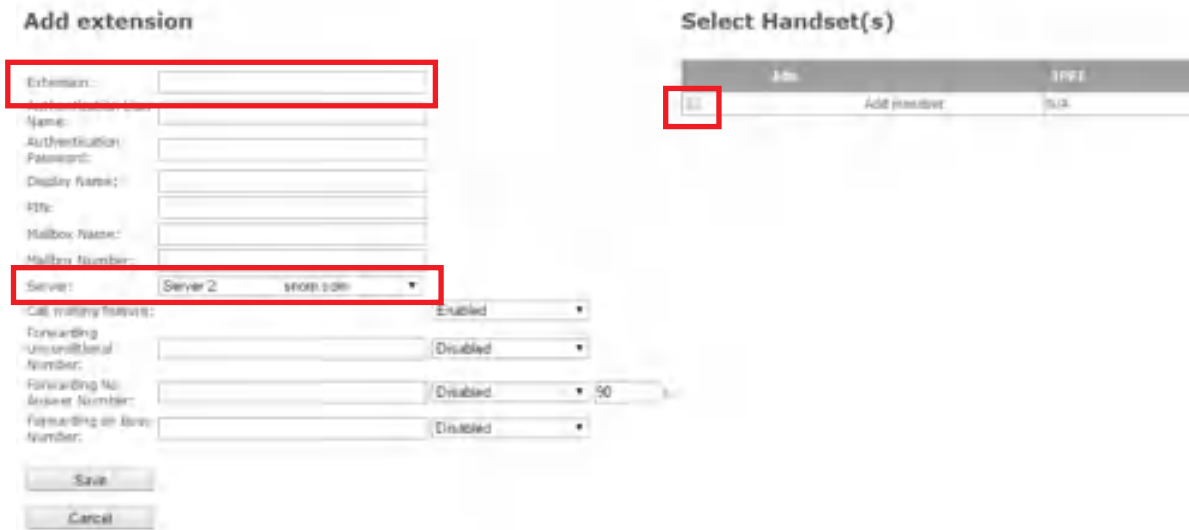 Add extension
Select Handset(s)
Extension:
Idx
IPEI
Add Handset
N/A
Authentication User
Name:
Authentication
Password:
Display Name:
PIN:
Mailbox Name:
Mailbox Number:
Server:
Server 2
snom.com
Call waiting feature:
Enabled
Forwarding
Unconditional
Number:
Disabled
Forwarding No
Answer Number:
Disabled
90
s
Forwarding on Busy
Number:
Disabled
Save
Cancel